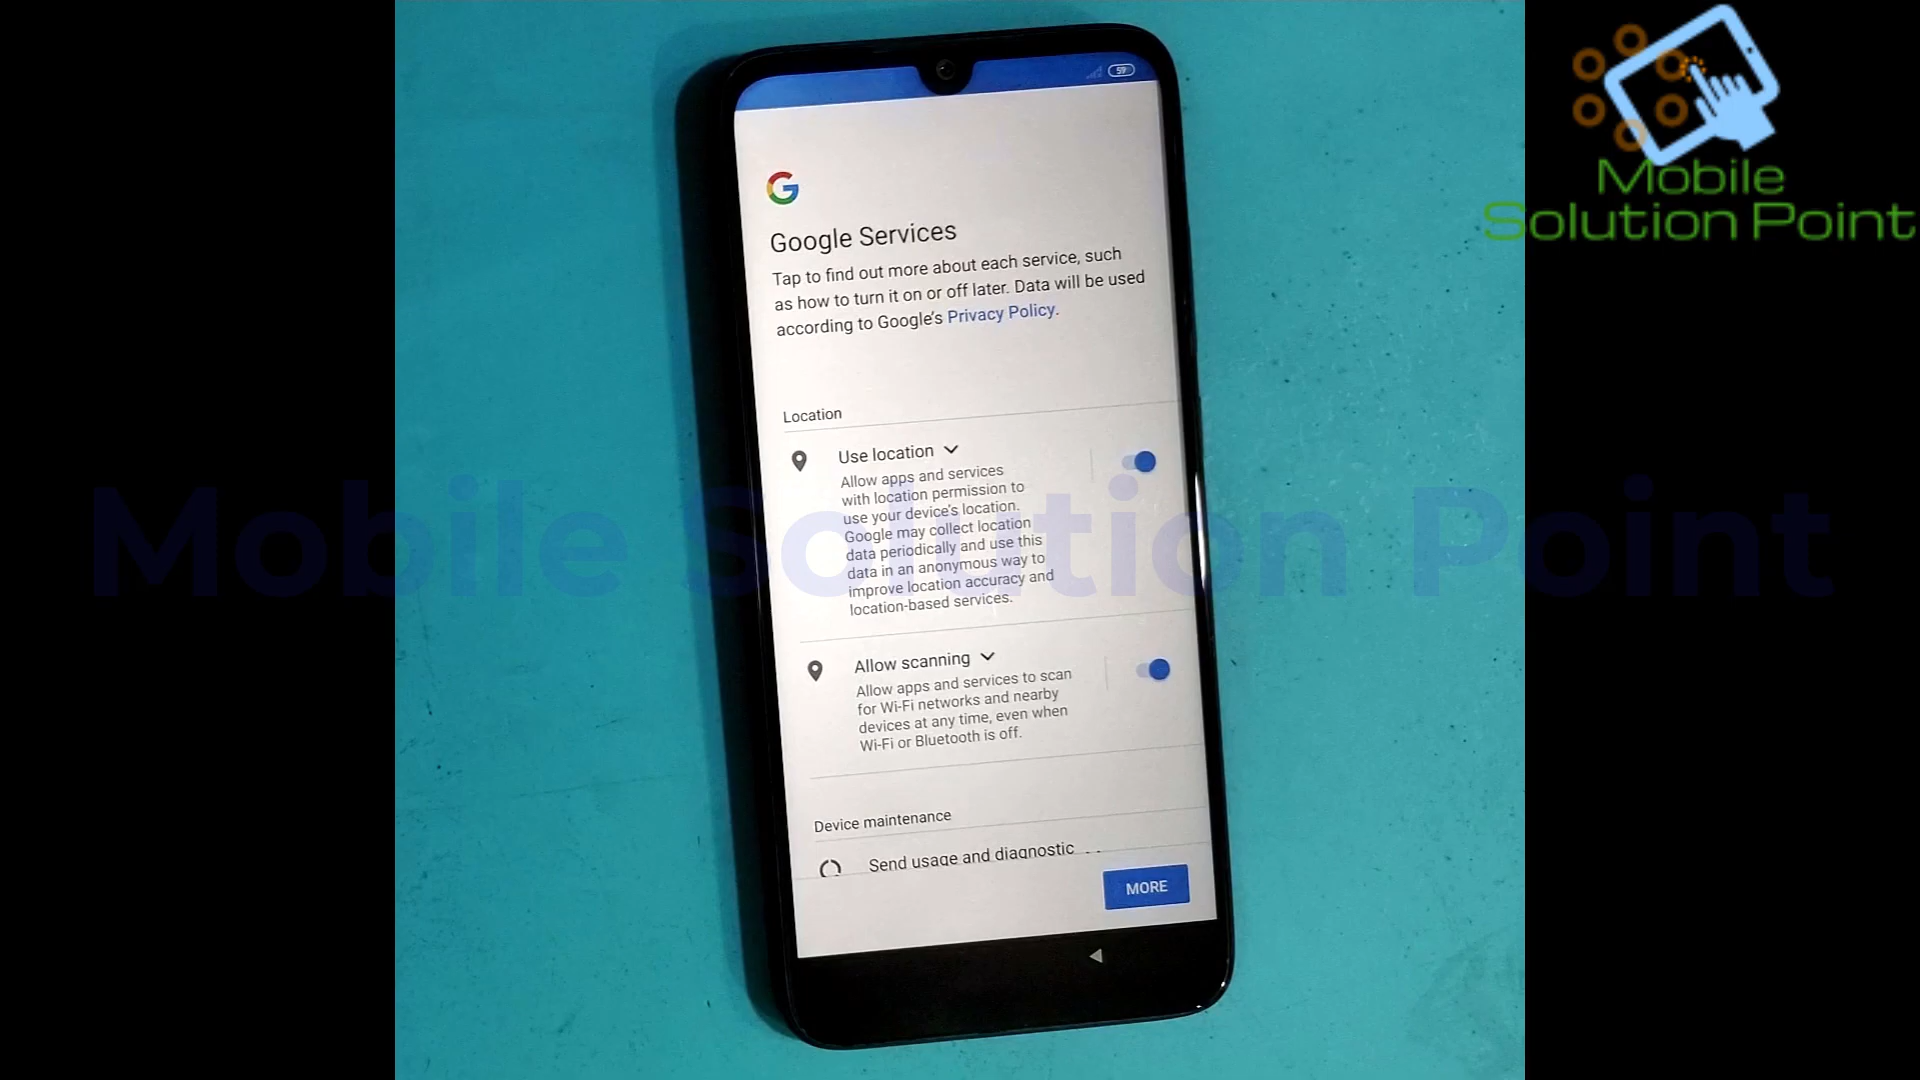 59
Mobile
Solution Point
G
Google Services
Tap to find out more about each service, such
as how to turn it on or off later. Data will be used
according to Google's Privacy Policy.
Location
Use location
Allow apps and services
with location permission to
use your device's location.
Google may collect location
data periodically and use this
data in an anonymous way to
improve location accuracy and
location-based services.
Mobile Solution Point
Allow scanning
Allow apps and services to scan
for Wi-Fi networks and nearby
devices at any time, even when
Wi-Fi or Bluetooth is off.
Device maintenance
Send usage and diagnostic
MORE